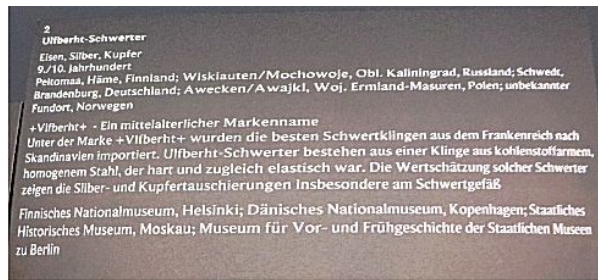 2
Ulfberht-Schwerter
Eisen, Silber, Kupfer
9./10. Jahrhundert
Peltomaa, Häme, Finnland; Wiskiauten/Mochowoje, Obl. Kaliningrad, Russland; Schwedt,
Brandenburg, Deutschland; Awecken/Awajki, Woj. Ermland-Masuren, Polen; unbekannter
Fundort, Norwegen
+Vlfberht+ - Ein mittelalterlicher Markenname
Unter der Marke +Vlfberht+ wurden die besten Schwertklingen aus dem Frankenreich nach
Skandinavien importiert. Ulfberht-Schwerter bestehen aus einer Klinge aus kohlenstoffarmem,
homogenem Stahl, der hart und zugleich elastisch war. Die Wertschätzung solcher Schwerter
zeigen die Silber- und Kupfertauschierungen insbesondere am Schwertgefäß
Finnisches Nationalmuseum, Helsinki; Dänisches Nationalmuseum, Kopenhagen; Staatliches
Historisches Museum, Moskau; Museum für Vor- und Frühgeschichte der Staatlichen Museen
zu Berlin